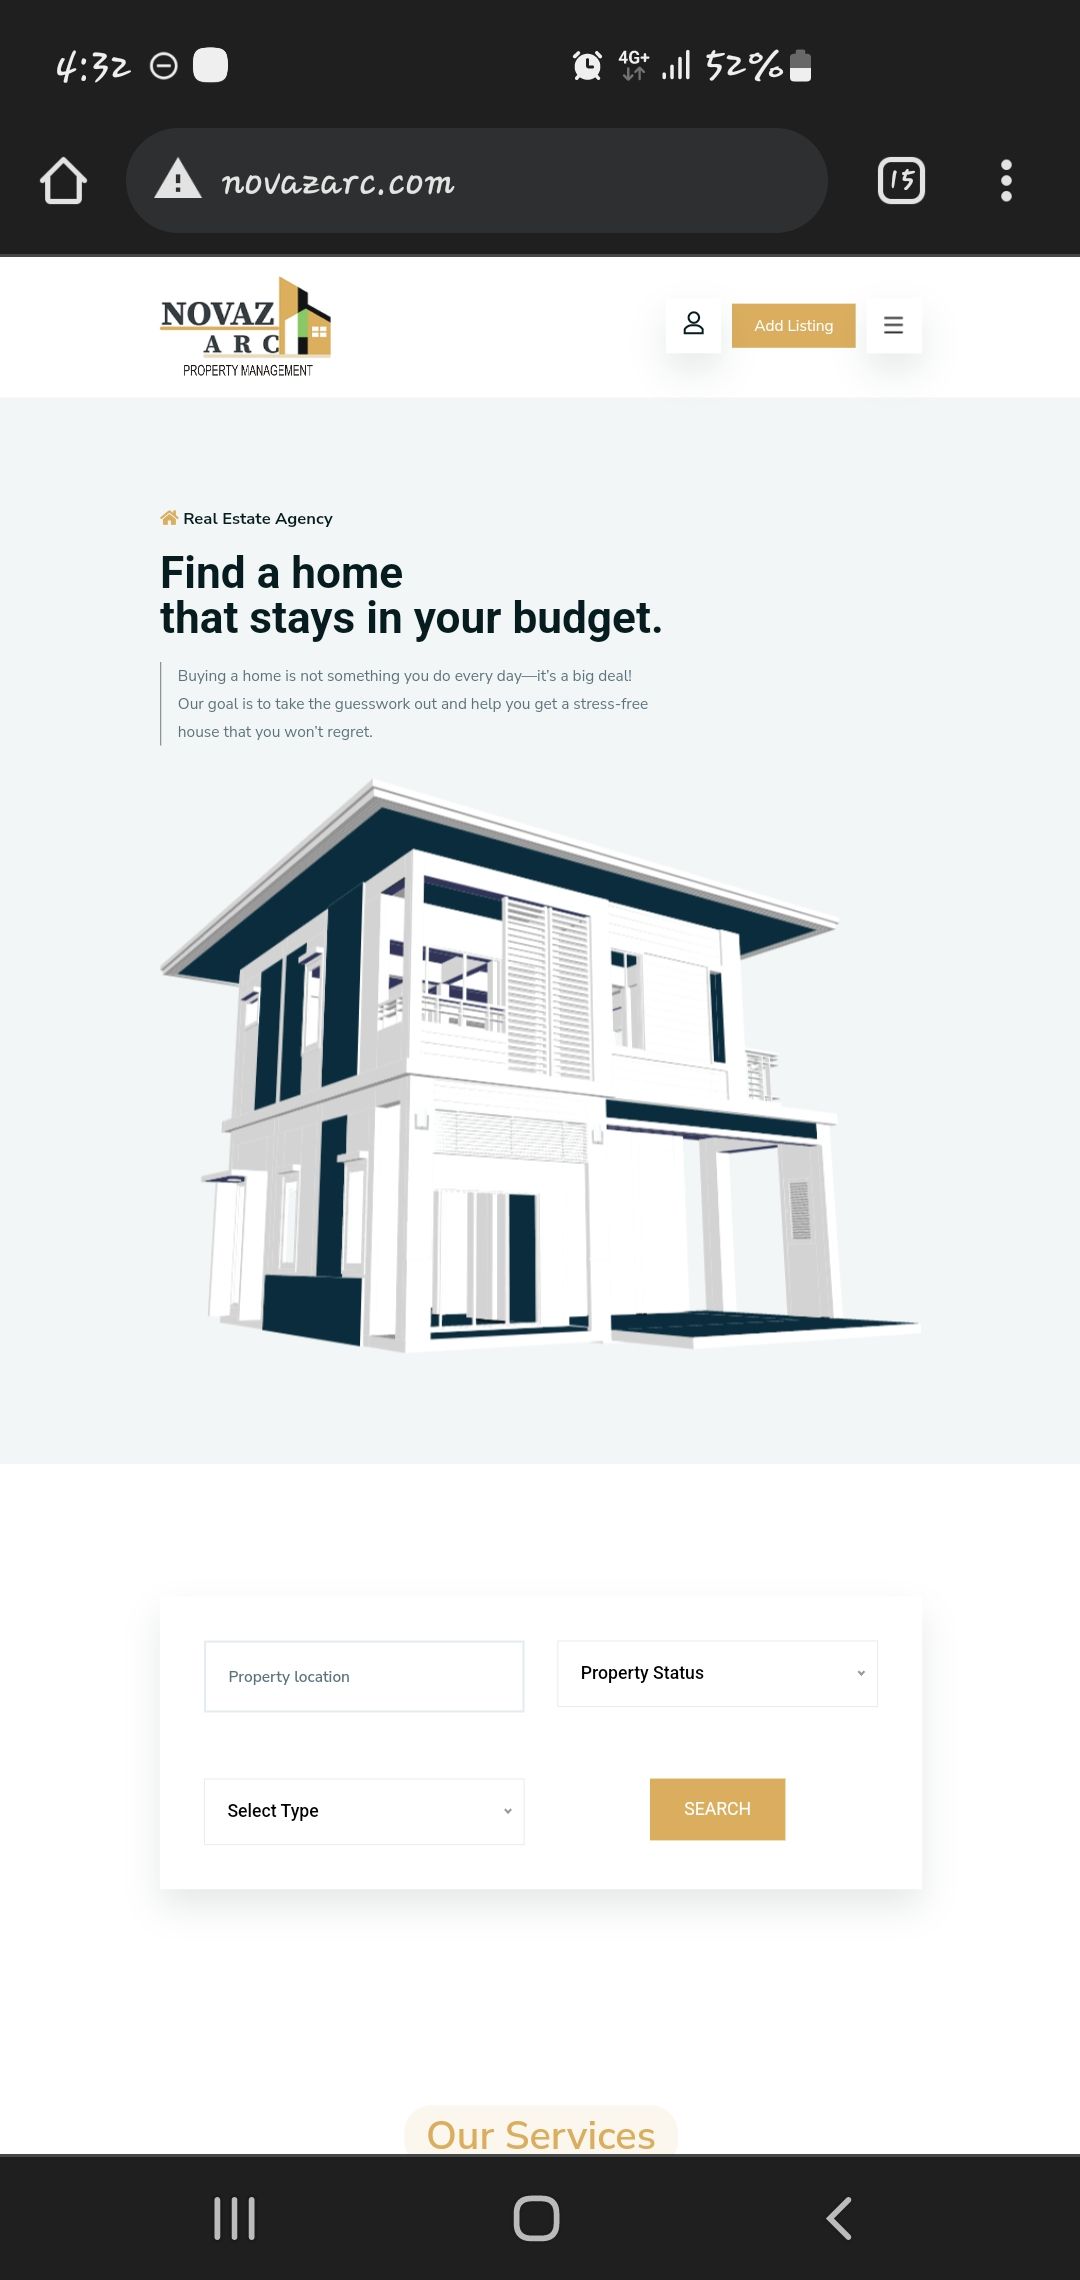 4:32
4G+
52%
novazarc.com
15
NOVAZ
ARC
PROPERTY MANAGEMENT
Add Listing
Real Estate Agency
Find a home
that stays in your budget.
Buying a home is not something you do every day—it's a big deal!
Our goal is to take the guesswork out and help you get a stress-free
house that you won't regret.
Property location
Property Status
Select Type
SEARCH
Our Services